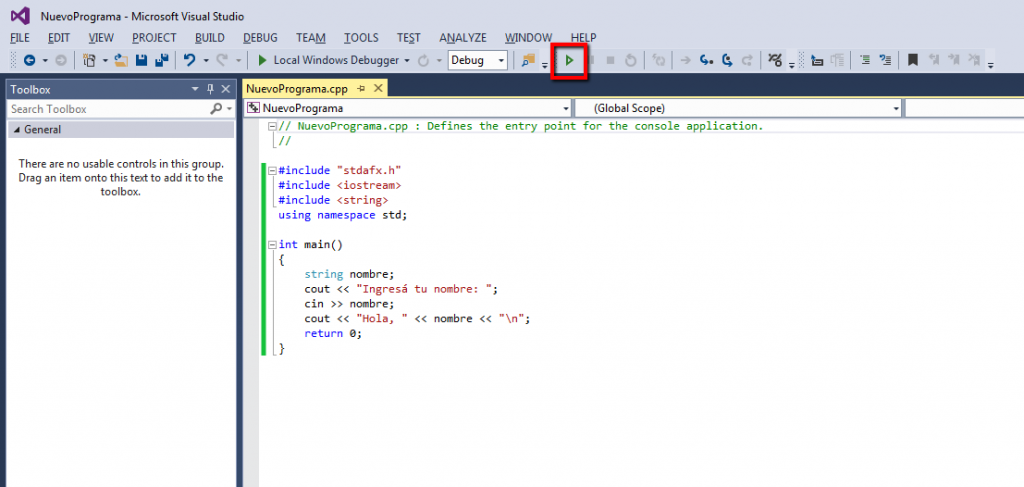 NuevoPrograma - Microsoft Visual Studio
FILE EDIT VIEW PROJECT BUILD DEBUG TEAM TOOLS TEST ANALYZE WINDOW HELP
Local Windows Debugger Debug
Toolbox
NuevoPrograma.cpp
Search Toolbox
NuevoPrograma (Global Scope)
General
There are no usable controls in this group. Drag an item onto this text to add it to the toolbox.
// NuevoPrograma.cpp : Defines the entry point for the console application.
//
#include "stdafx.h"
#include <iostream>
#include <string>
using namespace std;
int main()
{
string nombre;
cout << "Ingresá tu nombre: ";
cin >> nombre;
cout << "Hola, " << nombre << "\n";
return 0;
}